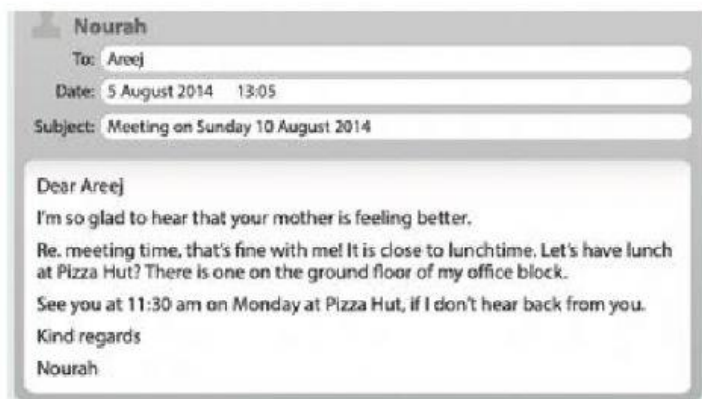 Nourah
To: Areej
Date: 5 August 2014 13:05
Subject: Meeting on Sunday 10 August 2014
Dear Areej
I'm so glad to hear that your mother is feeling better.
Re. meeting time, that's fine with me! It is close to lunchtime. Let's have lunch
at Pizza Hut? There is one on the ground floor of my office block.
See you at 11:30 am on Monday at Pizza Hut, if I don't hear back from you.
Kind regards
Nourah